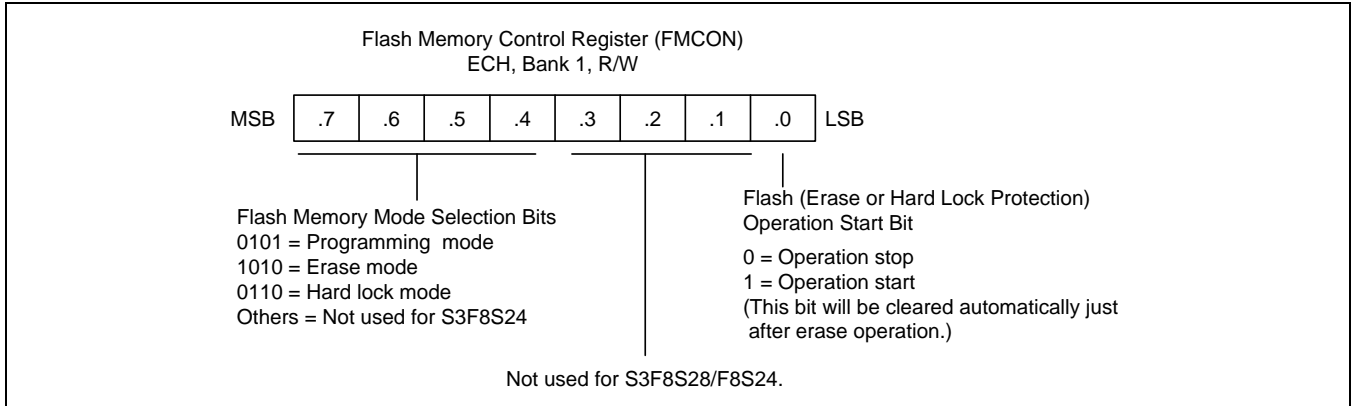 Flash Memory Control Register (FMCON)
ECH, Bank 1, R/W
MSB .7 .6 .5 .4 .3 .2 .1 .0 LSB
Flash Memory Mode Selection Bits
0101 = Programming mode
1010 = Erase mode
0110 = Hard lock mode
Others = Not used for S3F8S24
Flash (Erase or Hard Lock Protection)
Operation Start Bit
0 = Operation stop
1 = Operation start
(This bit will be cleared automatically just
after erase operation.)
Not used for S3F8S28/F8S24.